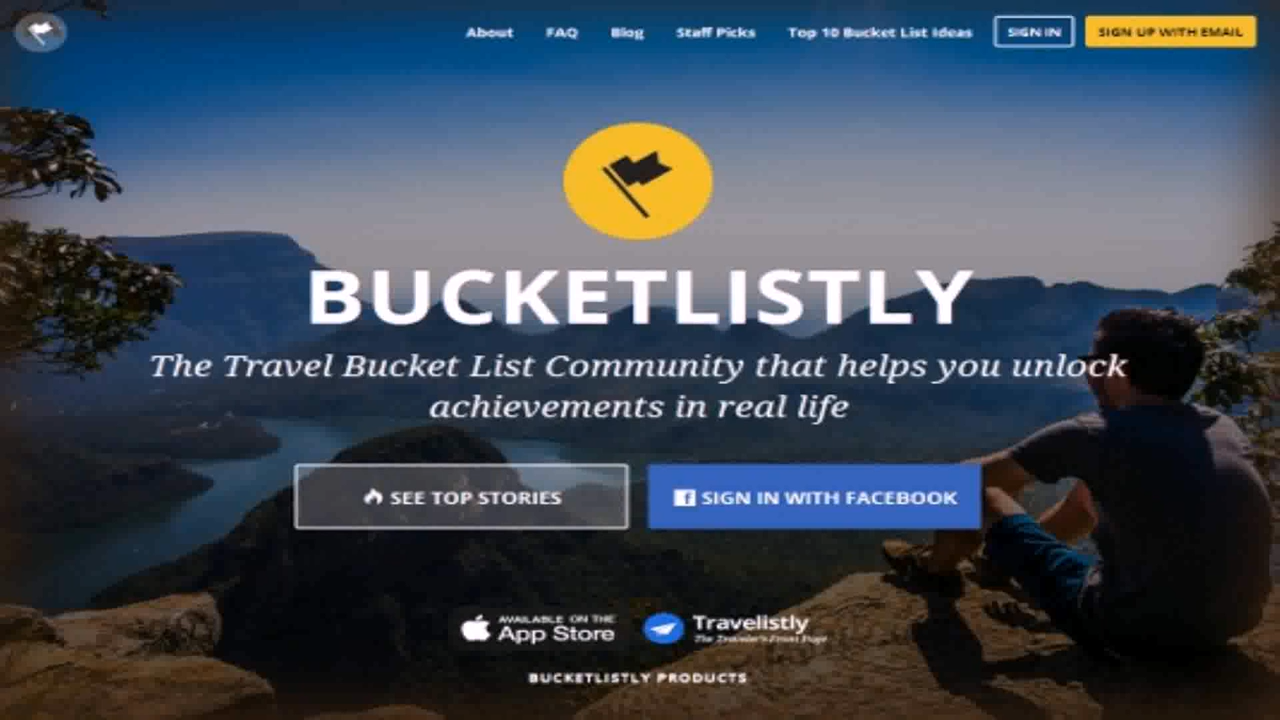 About FAQ Blog Staff Picks Top 10 Bucket List Ideas SIGN IN SIGN UP WITH EMAIL
BUCKETLISTLY
The Travel Bucket List Community that helps you unlock
achievements in real life
SEE TOP STORIES SIGN IN WITH FACEBOOK
AVAILABLE ON THE
App Store
Travelistly
The Traveler's Front Page
BUCKETLISTLY PRODUCTS